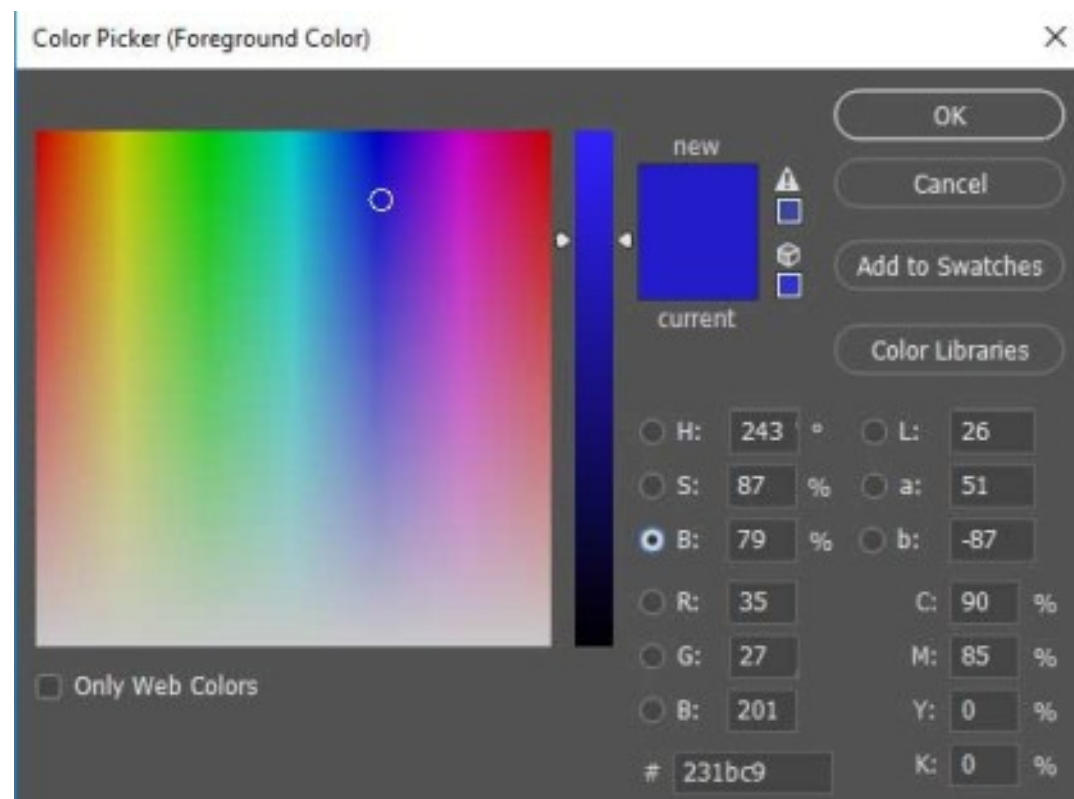 Color Picker (Foreground Color)
new
current
OK
Cancel
Add to Swatches
Color Libraries
H: 243 °
L: 26
S: 87 %
a: 51
B: 79 %
b: -87
R: 35
C: 90 %
G: 27
M: 85 %
B: 201
Y: 0 %
# 231bc9
K: 0 %
Only Web Colors